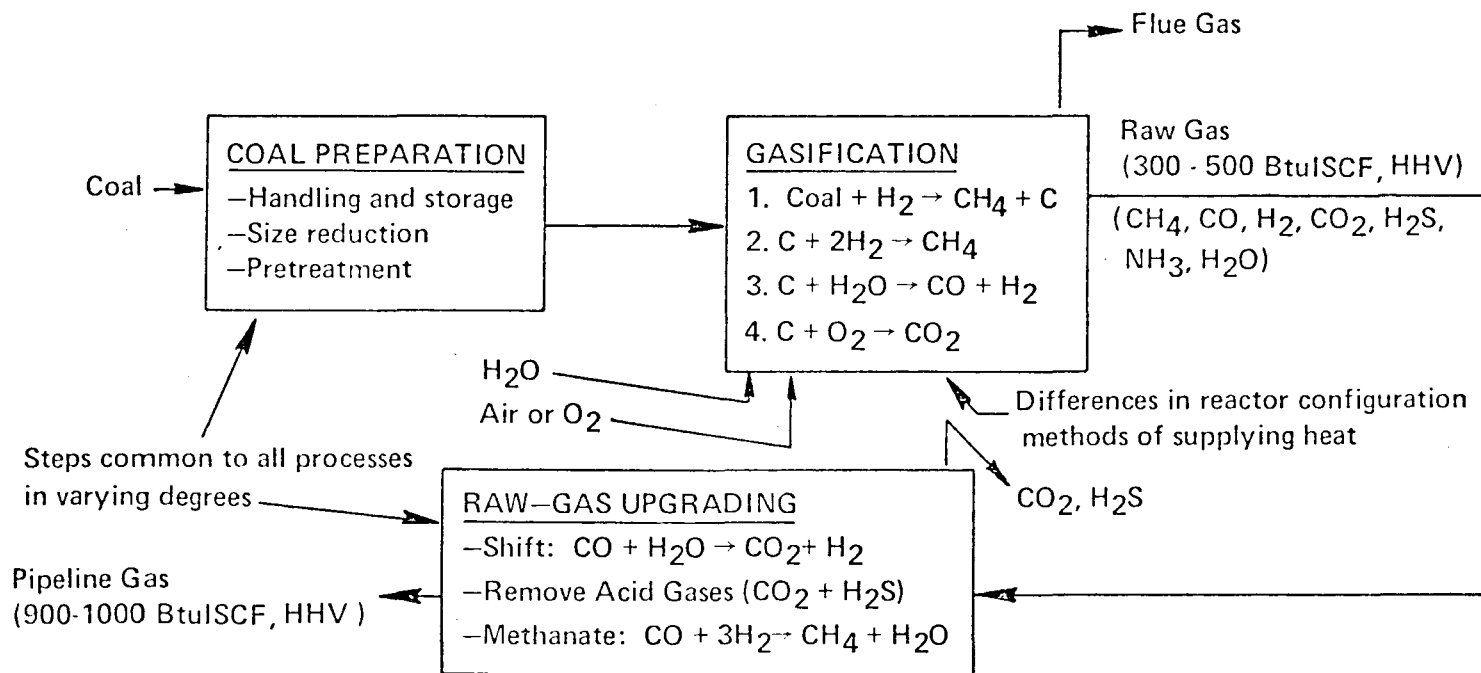 Flue Gas
COAL PREPARATION
—Handling and storage
—Size reduction
—Pretreatment
Coal
GASIFICATION
1. Coal + H2 → CH4 + C
2. C + 2H2 → CH4
3. C + H2O → CO + H2
4. C + O2 → CO2
Raw Gas
(300 - 500 BtulSCF, HHV)
(CH4, CO, H2, CO2, H2S,
NH3, H2O)
H2O
Air or O2
Differences in reactor configuration
methods of supplying heat
Steps common to all processes
in varying degrees
CO2, H2S
RAW—GAS UPGRADING
—Shift: CO + H2O → CO2+ H2
—Remove Acid Gases (CO2 + H2S)
—Methanate: CO + 3H2→ CH4 + H2O
Pipeline Gas
(900-1000 BtulSCF, HHV )